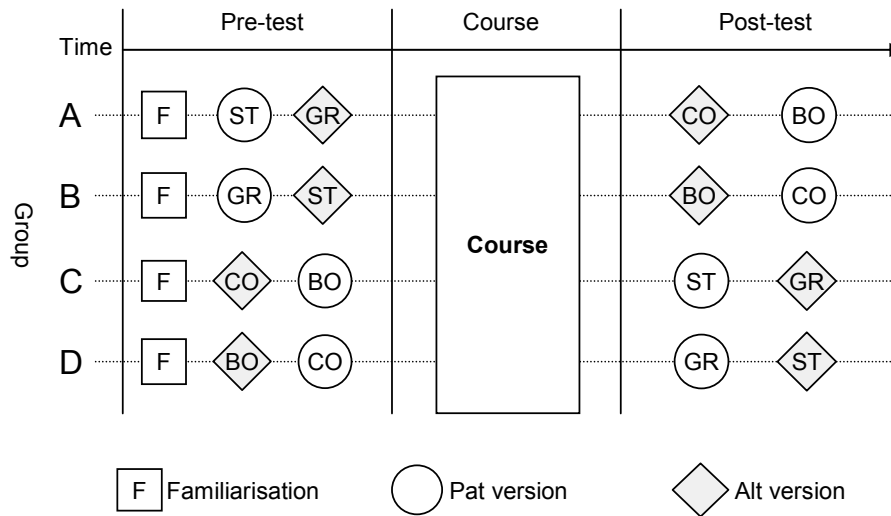 Pre-test Course Post-test
Time
A F ST GR CO BO
B F GR ST BO CO
Group
Course
C F CO BO ST GR
D F BO CO GR ST
F Familiarisation Pat version Alt version